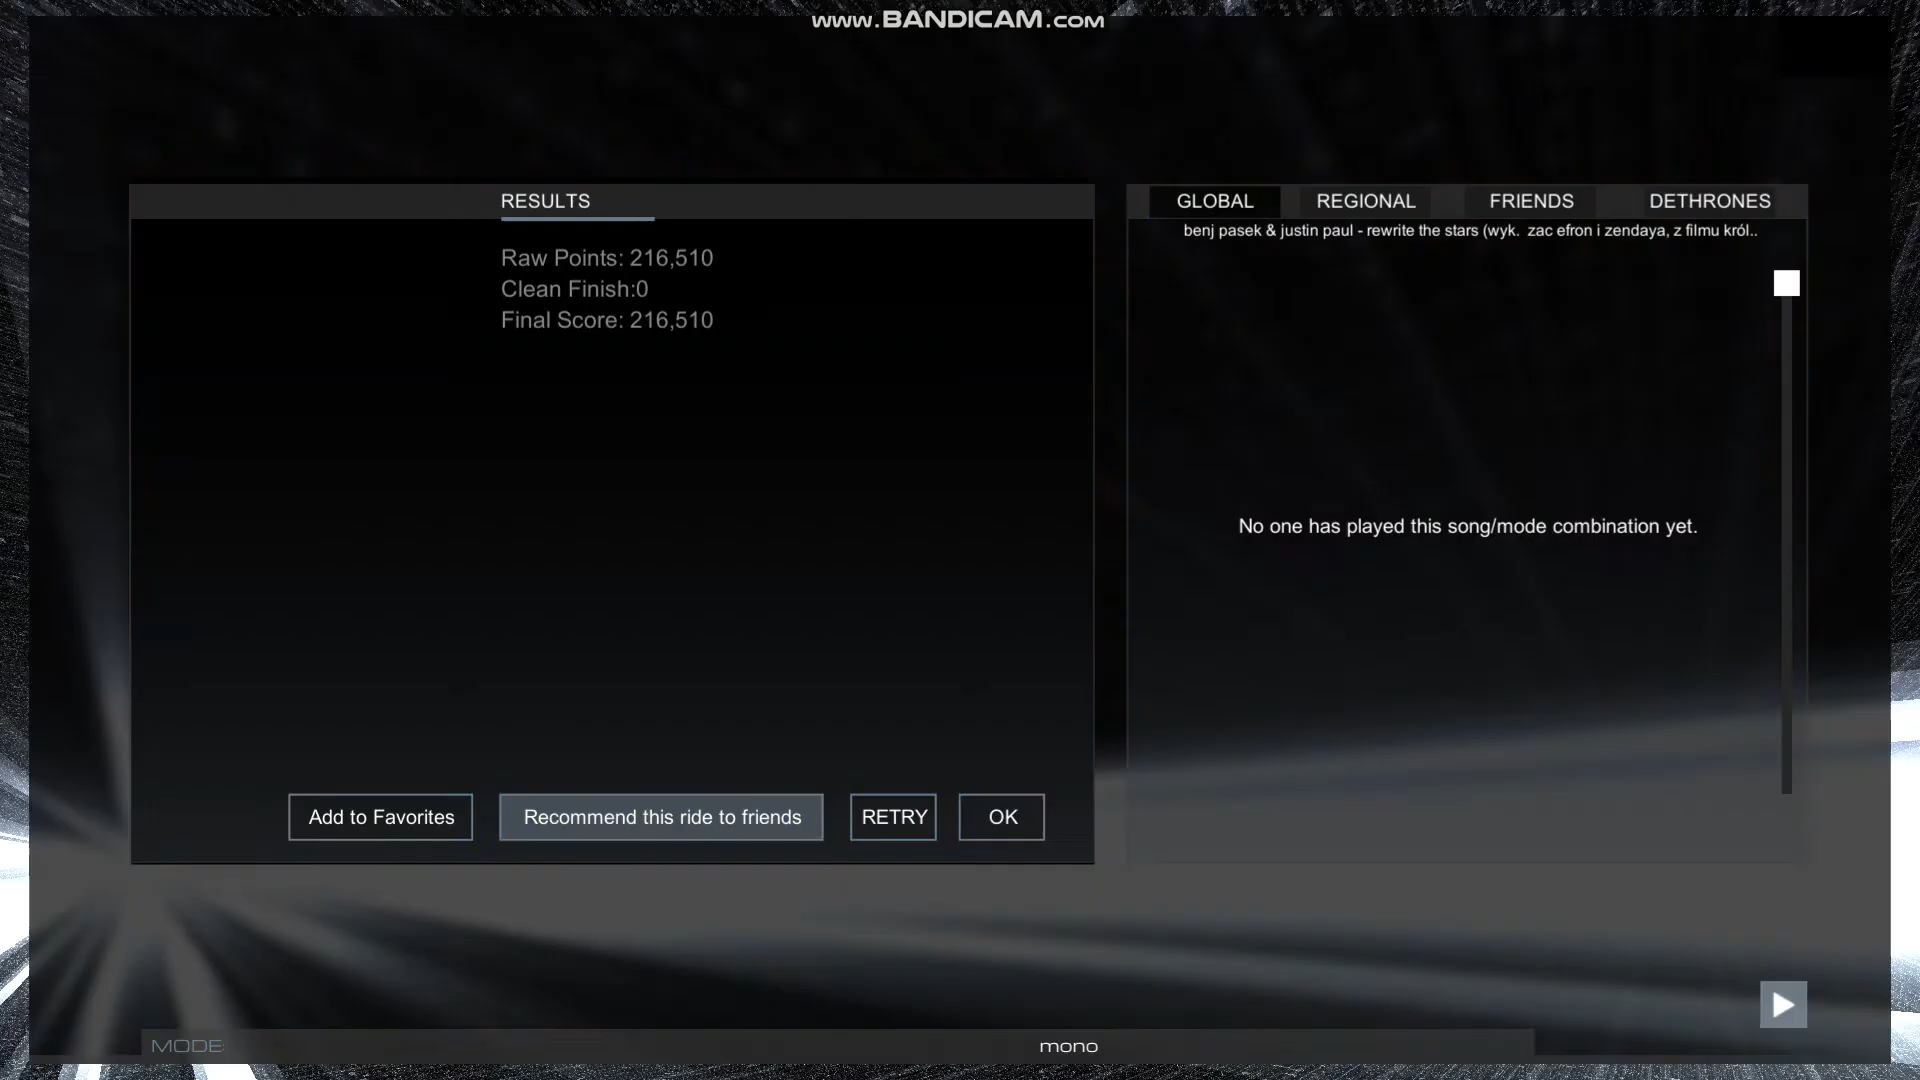 www.BANDICAM.com
RESULTS
Raw Points: 216,510
Clean Finish:0
Final Score: 216,510
Add to Favorites
Recommend this ride to friends
RETRY
OK
GLOBAL
REGIONAL
FRIENDS
DETHRONES
benj pasek & justin paul - rewrite the stars (wyk.  zac efron i zendaya, z filmu król..
No one has played this song/mode combination yet.
MODE:
mono